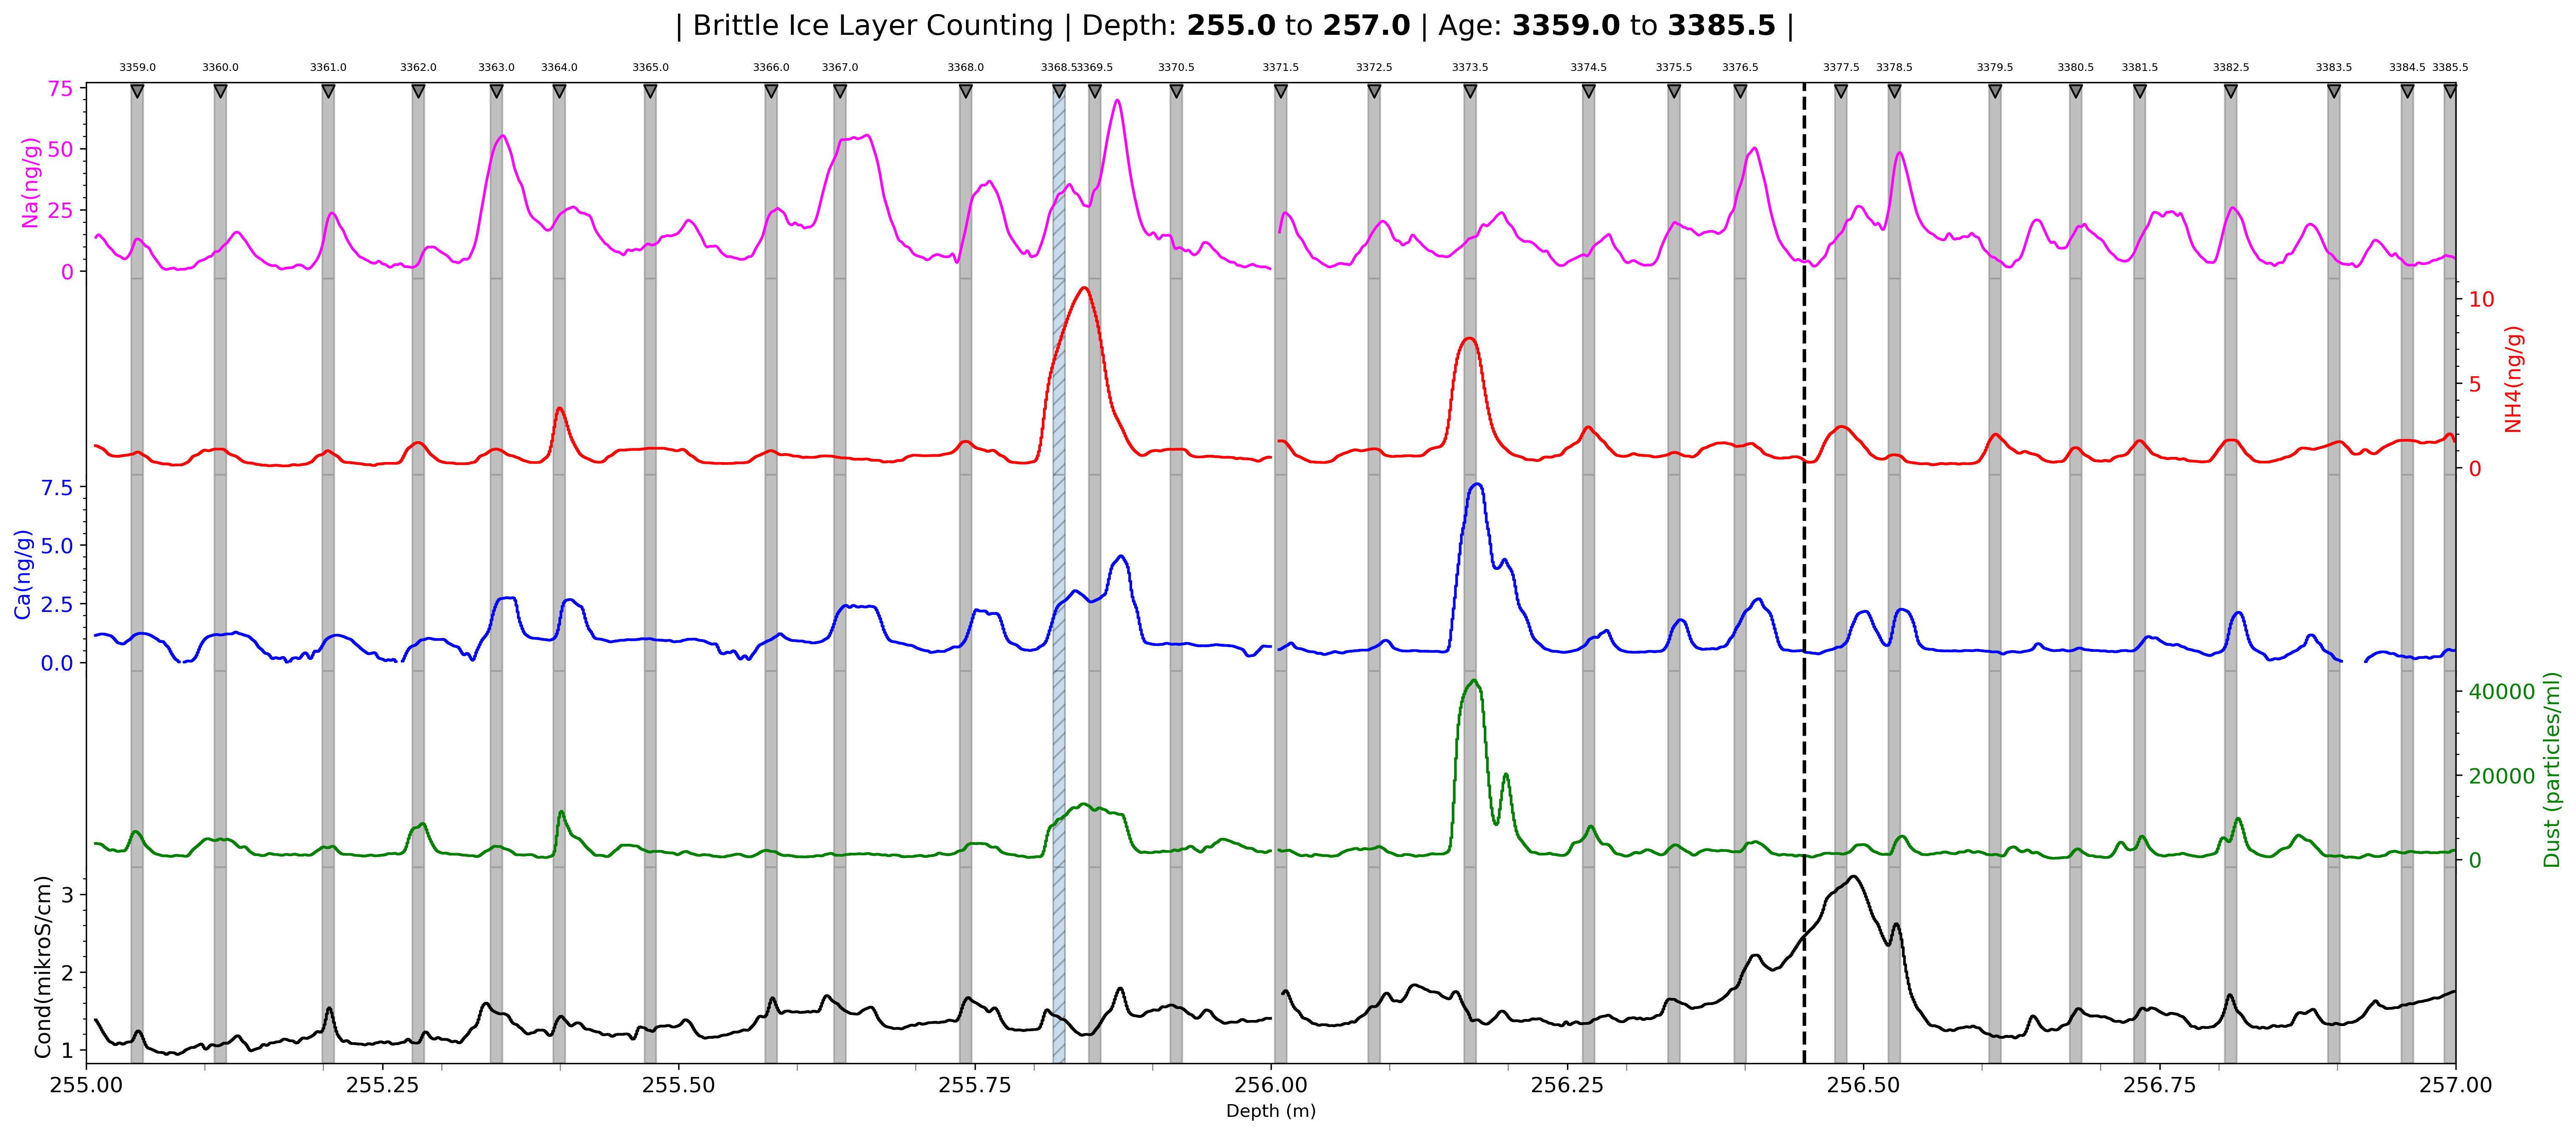 | Brittle Ice Layer Counting | Depth: 255.0 to 257.0 | Age: 3359.0 to 3385.5 |
3359.0 3360.0 3361.0 3362.0 3363.0 3364.0 3365.0 3366.0 3367.0 3368.0 3368.5 3369.5 3370.5 3371.5 3372.5 3373.5 3374.5 3375.5 3376.5 3377.5 3378.5 3379.5 3380.5 3381.5 3382.5 3383.5 3384.5 3385.5
75
50
25
0
Na(ng/g)
10
5
0
NH4(ng/g)
7.5
5.0
2.5
0.0
Ca(ng/g)
40000
20000
0
Dust (particles/ml)
3
2
1
Cond(mikroS/cm)
255.00 255.25 255.50 255.75 256.00 256.25 256.50 256.75 257.00
Depth (m)